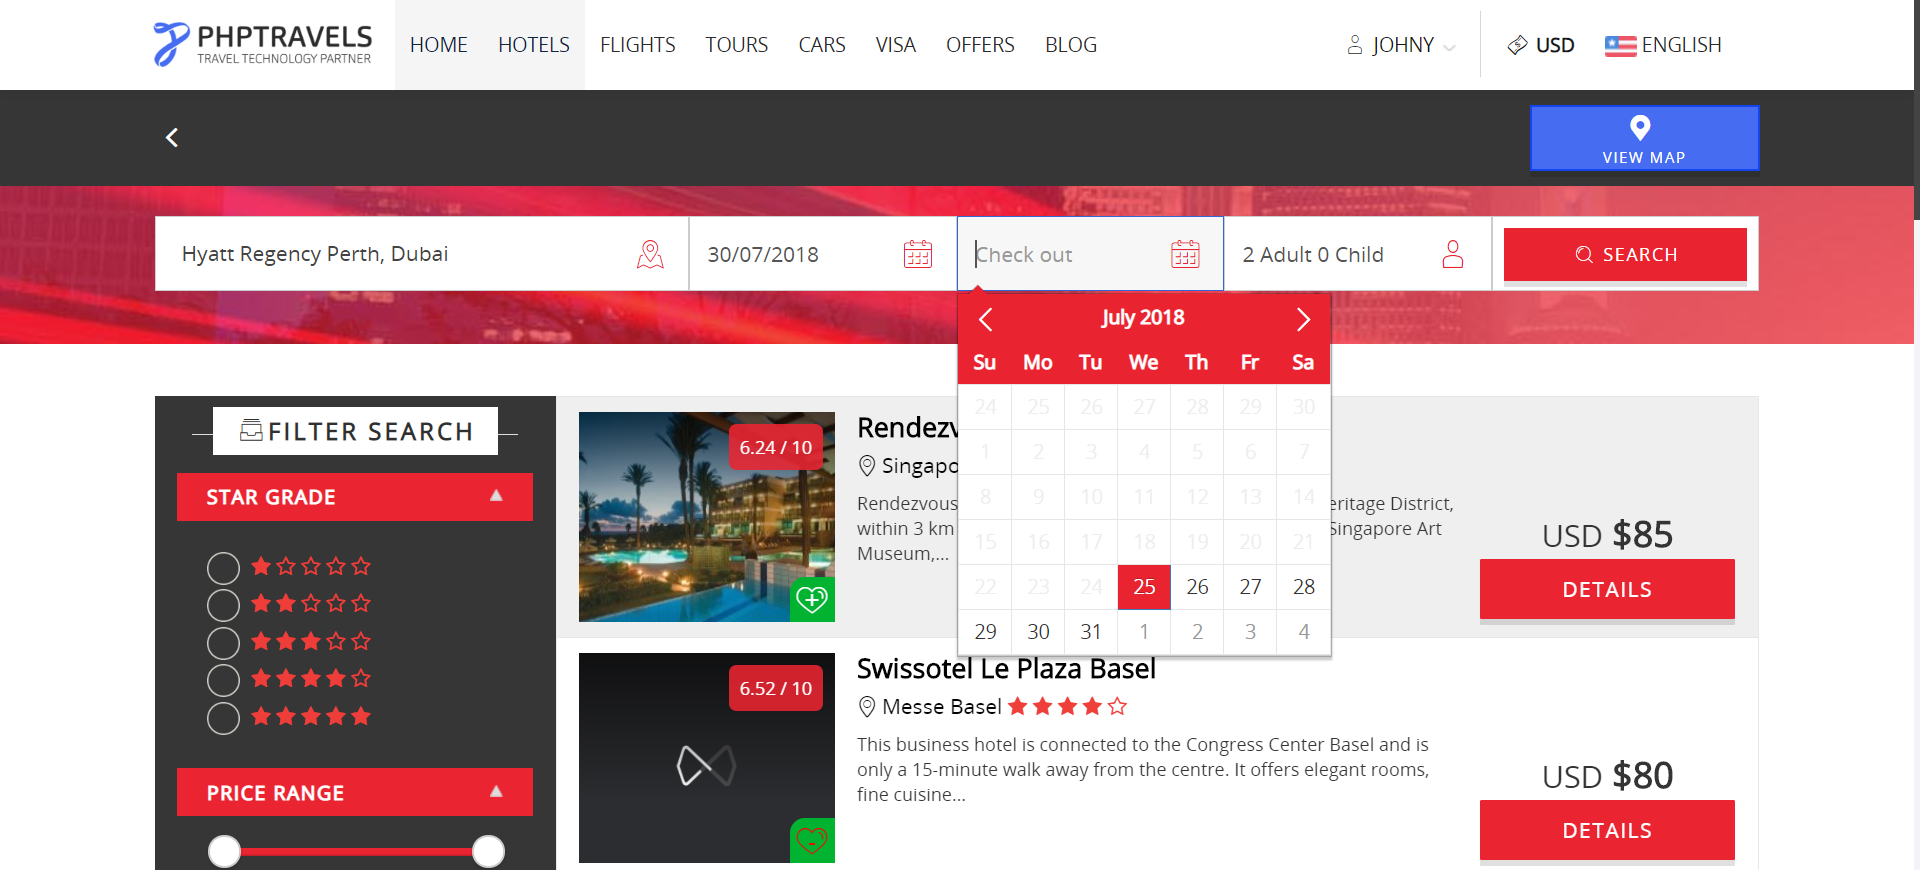 PHPTRAVELS
TRAVEL TECHNOLOGY PARTNER
HOME HOTELS FLIGHTS TOURS CARS VISA OFFERS BLOG
JOHNY USD ENGLISH
VIEW MAP
Hyatt Regency Perth, Dubai 30/07/2018 Check out 2 Adult 0 Child SEARCH
July 2018
Su Mo Tu We Th Fr Sa
24 25 26 27 28 29 30
1 2 3 4 5 6 7
8 9 10 11 12 13 14
15 16 17 18 19 20 21
22 23 24 25 26 27 28
29 30 31 1 2 3 4
FILTER SEARCH
STAR GRADE
PRICE RANGE
6.24 / 10
Rendezv
Singapo
Rendezvous eritage District,
within 3 km Singapore Art
Museum,...
USD $85
DETAILS
6.52 / 10
Swissotel Le Plaza Basel
Messe Basel
This business hotel is connected to the Congress Center Basel and is
only a 15-minute walk away from the centre. It offers elegant rooms,
fine cuisine...
USD $80
DETAILS